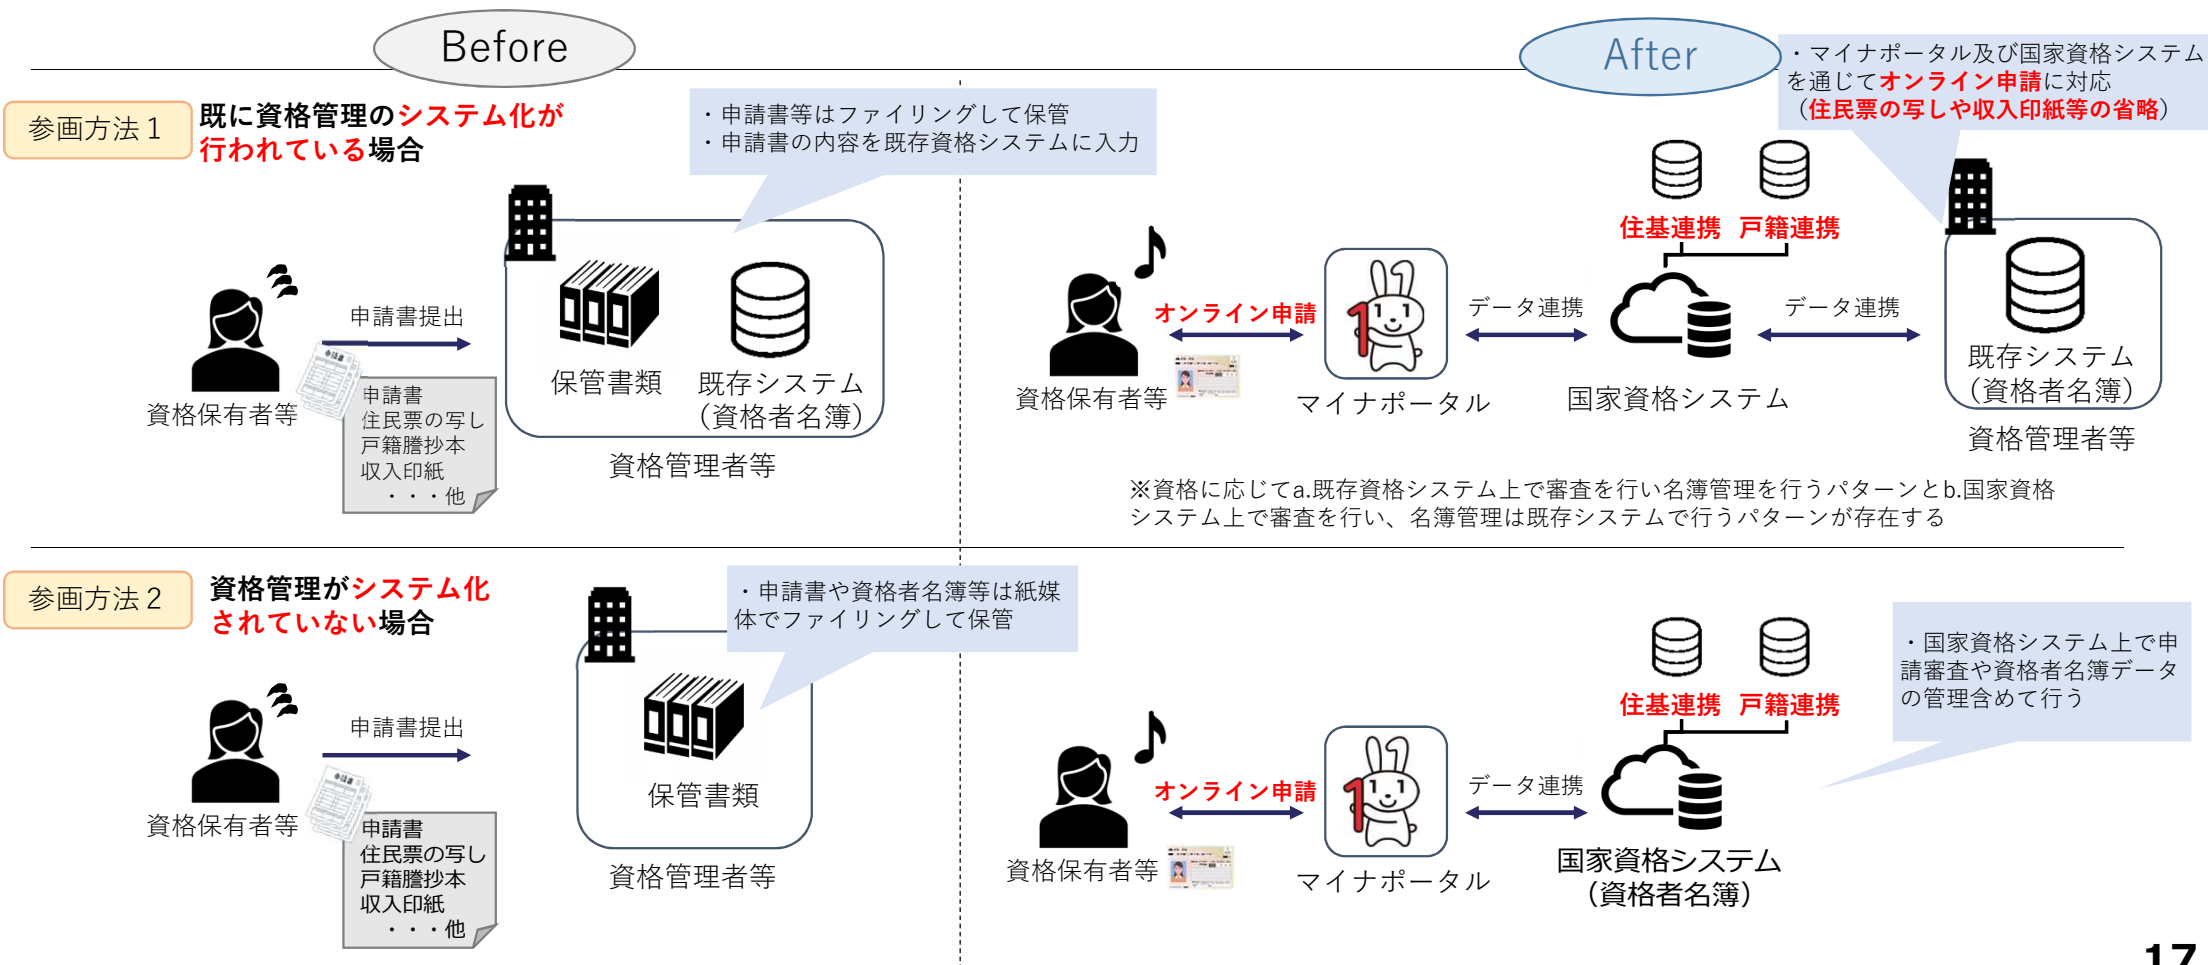 Before
After
・マイナポータル及び国家資格システム
を通じてオンライン申請に対応
（住民票の写しや収入印紙等の省略）
参画方法１
既に資格管理のシステム化が
行われている場合
・申請書等はファイリングして保管
・申請書の内容を既存資格システムに入力
申請書提出
資格保有者等
申請書
申請書
住民票の写し
戸籍謄抄本
収入印紙
・・・他
保管書類
既存システム
（資格者名簿）
資格管理者等
住基連携
戸籍連携
オンライン申請
データ連携
データ連携
資格保有者等
マイナポータル
国家資格システム
既存システム
（資格者名簿）
資格管理者等
※資格に応じてa.既存資格システム上で審査を行い名簿管理を行うパターンとb.国家資格
システム上で審査を行い、名簿管理は既存システムで行うパターンが存在する
参画方法２
資格管理がシステム化
されていない場合
・申請書や資格者名簿等は紙媒
体でファイリングして保管
申請書提出
資格保有者等
申請書
申請書
住民票の写し
戸籍謄抄本
収入印紙
・・・他
保管書類
資格管理者等
住基連携
戸籍連携
・国家資格システム上で申
請審査や資格者名簿データ
の管理含めて行う
オンライン申請
データ連携
資格保有者等
マイナポータル
国家資格システム
（資格者名簿）
17